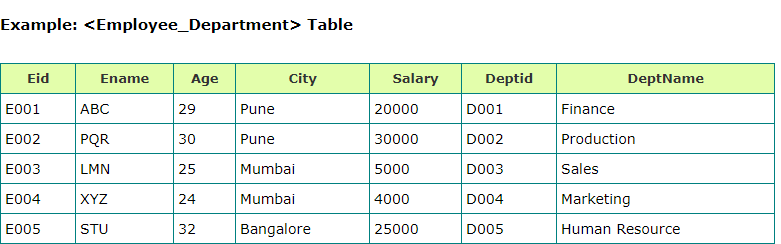 Example: <Employee_Department> Table
Eid Ename Age City Salary Deptid DeptName
E001 ABC 29 Pune 20000 D001 Finance
E002 PQR 30 Pune 30000 D002 Production
E003 LMN 25 Mumbai 5000 D003 Sales
E004 XYZ 24 Mumbai 4000 D004 Marketing
E005 STU 32 Bangalore 25000 D005 Human Resource